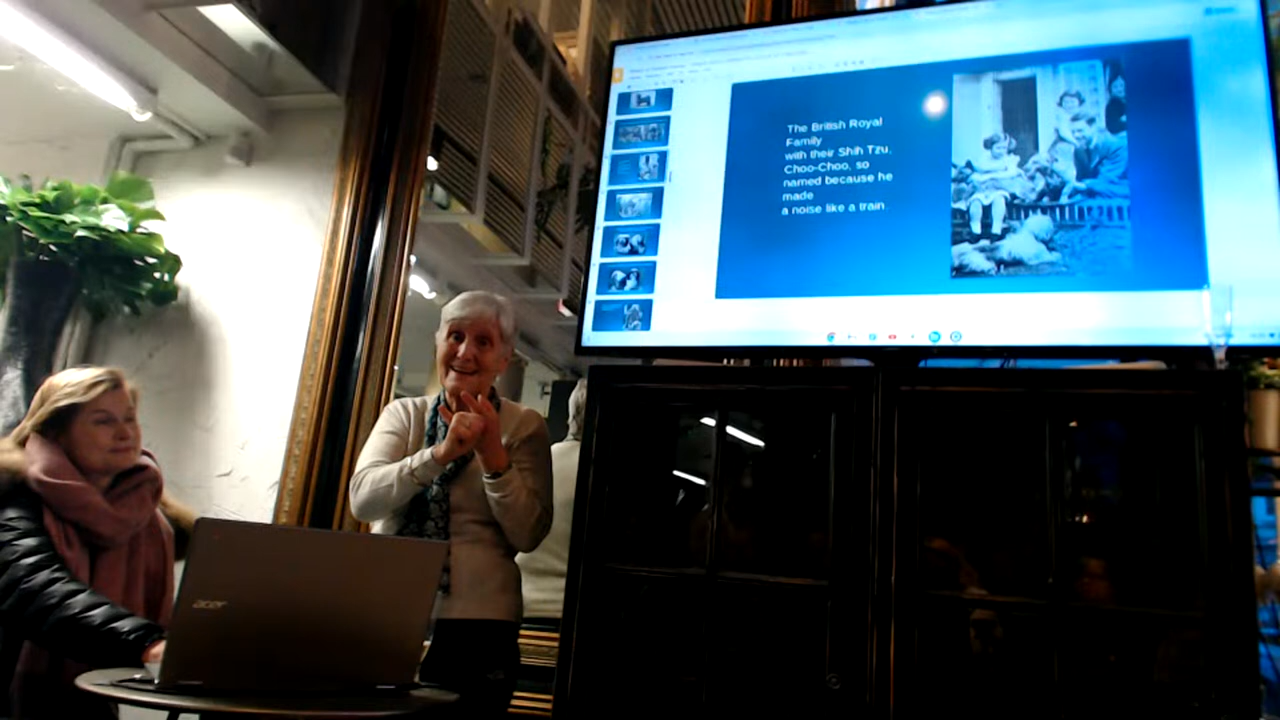 The British Royal
Family
with their Shih Tzu,
Choo-Choo, so
named because he
made
a noise like a train.
acer